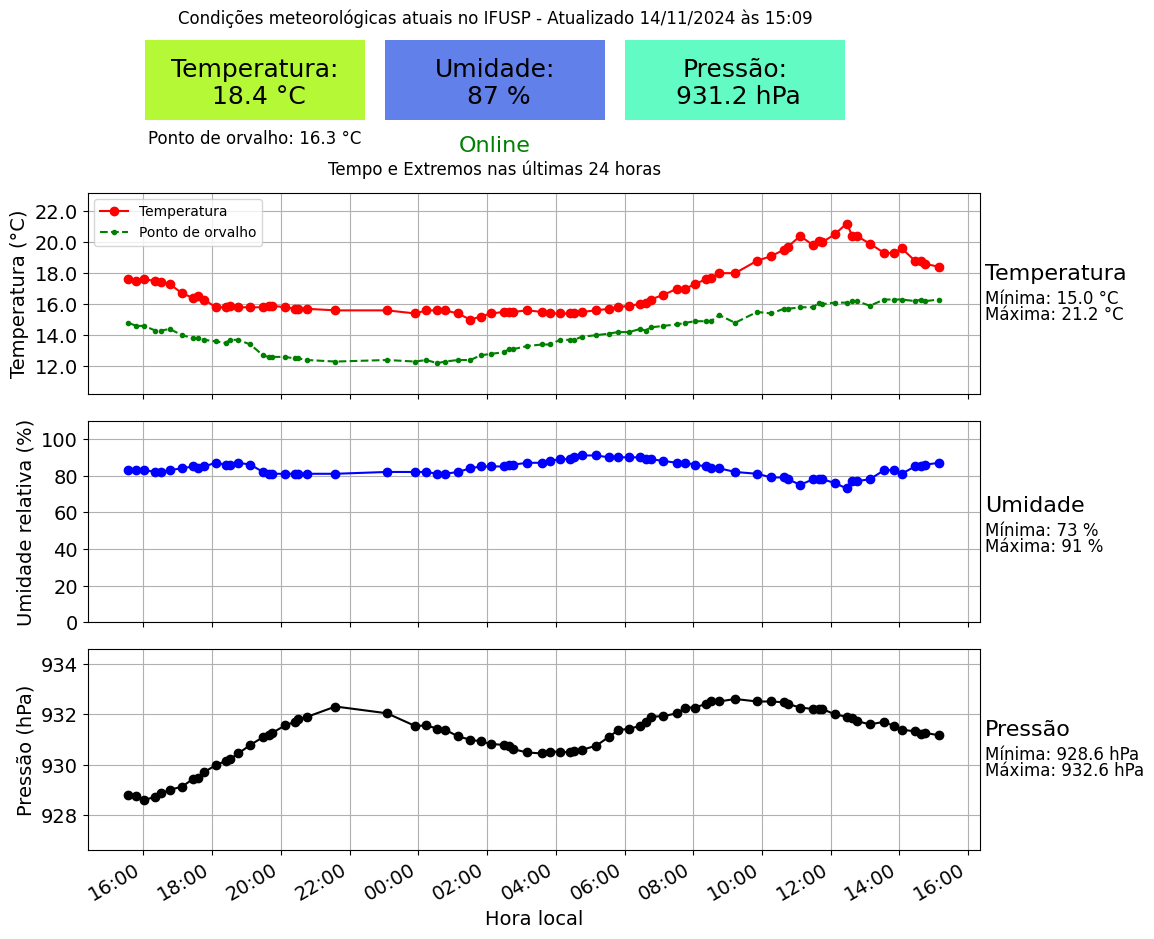 Condições meteorológicas atuais no IFUSP - Atualizado 14/11/2024 às 15:09
Temperatura:
18.4 °C
Umidade:
87 %
Pressão:
931.2 hPa
Ponto de orvalho: 16.3 °C
Online
Tempo e Extremos nas últimas 24 horas
Temperatura (°C)
22.0
20.0
18.0
16.0
14.0
12.0
Temperatura
Ponto de orvalho
Temperatura
Mínima: 15.0 °C
Máxima: 21.2 °C
Umidade relativa (%)
100
80
60
40
20
0
Umidade
Mínima: 73 %
Máxima: 91 %
Pressão (hPa)
934
932
930
928
Pressão
Mínima: 928.6 hPa
Máxima: 932.6 hPa
16:00 18:00 20:00 22:00 00:00 02:00 04:00 06:00 08:00 10:00 12:00 14:00 16:00
Hora local